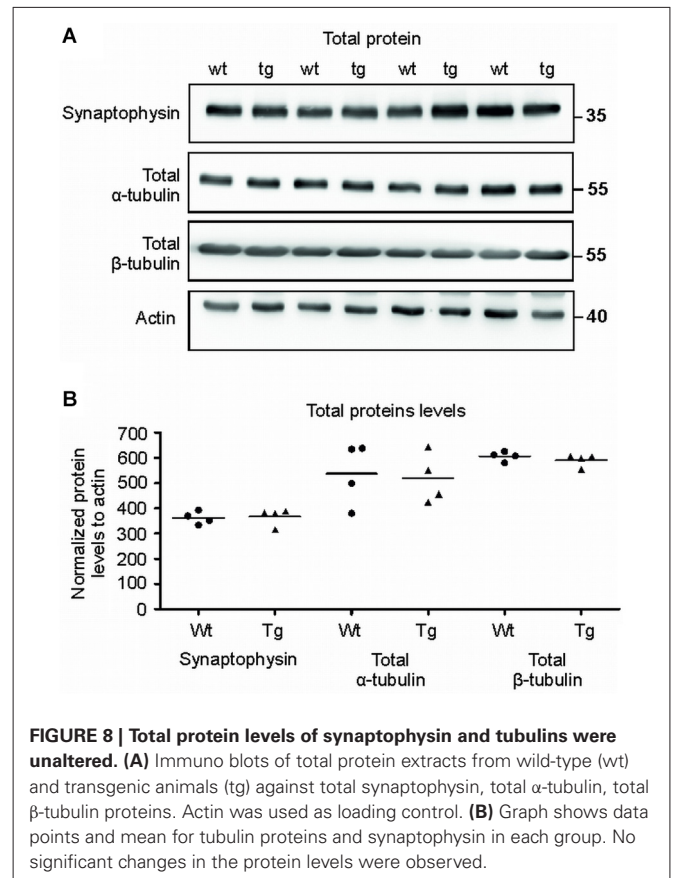 A
Total protein
wt tg wt tg wt tg wt tg
Synaptophysin
35
Total
α-tubulin
55
Total
β-tubulin
55
Actin
40
B
Total proteins levels
Normalized protein
levels to actin
700
600
500
400
300
200
100
0
Wt Tg Wt Tg Wt Tg
Synaptophysin Total Total
α-tubulin β-tubulin
FIGURE 8 | Total protein levels of synaptophysin and tubulins were
unaltered. (A) Immuno blots of total protein extracts from wild-type (wt)
and transgenic animals (tg) against total synaptophysin, total α-tubulin, total
β-tubulin proteins. Actin was used as loading control. (B) Graph shows data
points and mean for tubulin proteins and synaptophysin in each group. No
significant changes in the protein levels were observed.